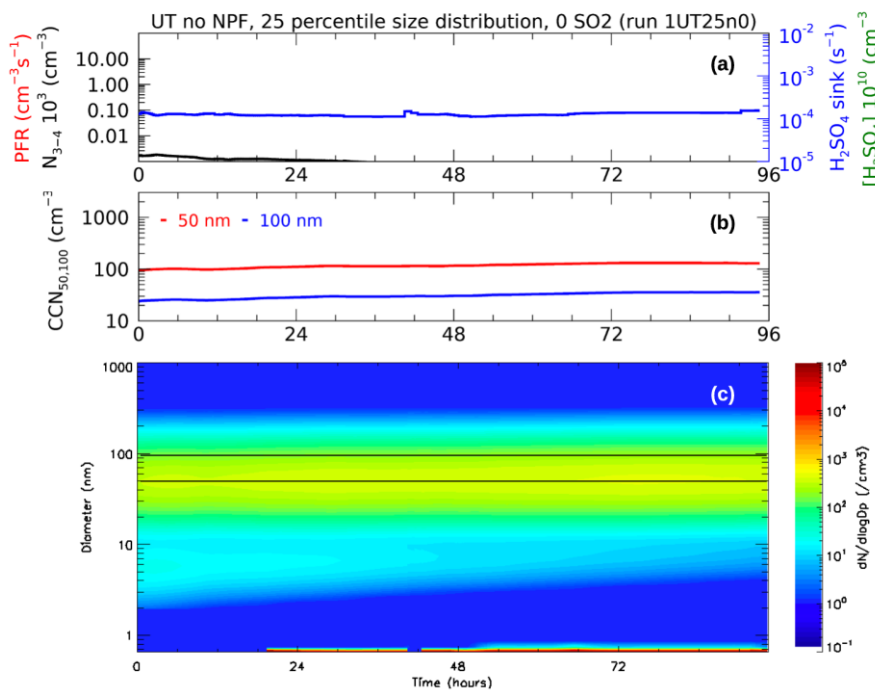 UT no NPF, 25 percentile size distribution, 0 SO2 (run 1UT25n0)
PFR (cm⁻³s⁻¹)
N₃₋₄ 10³ (cm⁻³)
10.00
1.00
0.10
0.01
(a)
10⁻²
10⁻³
10⁻⁴
10⁻⁵
H₂SO₄ sink (s⁻¹)
[H₂SO₄] 10¹⁰ (cm⁻³
0 24 48 72 96
CCN₅₀,₁₀₀ (cm⁻³)
1000
100
10
- 50 nm - 100 nm
(b)
0 24 48 72 96
Diameter (nm)
1000
100
10
1
(c)
10⁵
10⁴
10³
10²
10¹
10⁰
10⁻¹
dN/dlogDp (/cm3)
0 24 48 72
Time (hours)